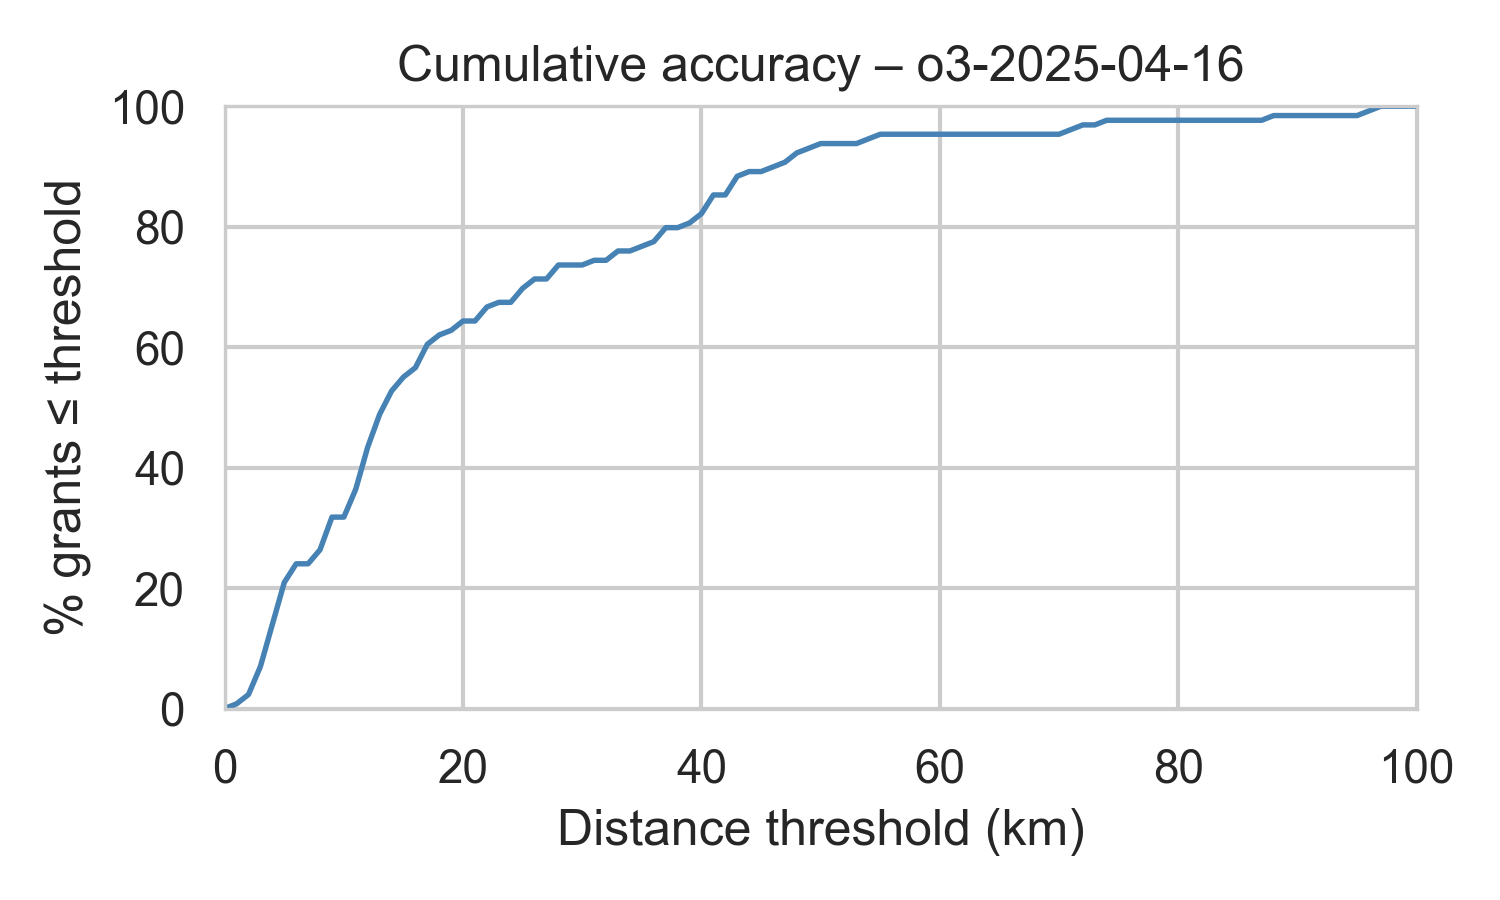 Cumulative accuracy – o3-2025-04-16
% grants ≤ threshold
100
80
60
40
20
0
0 20 40 60 80 100
Distance threshold (km)